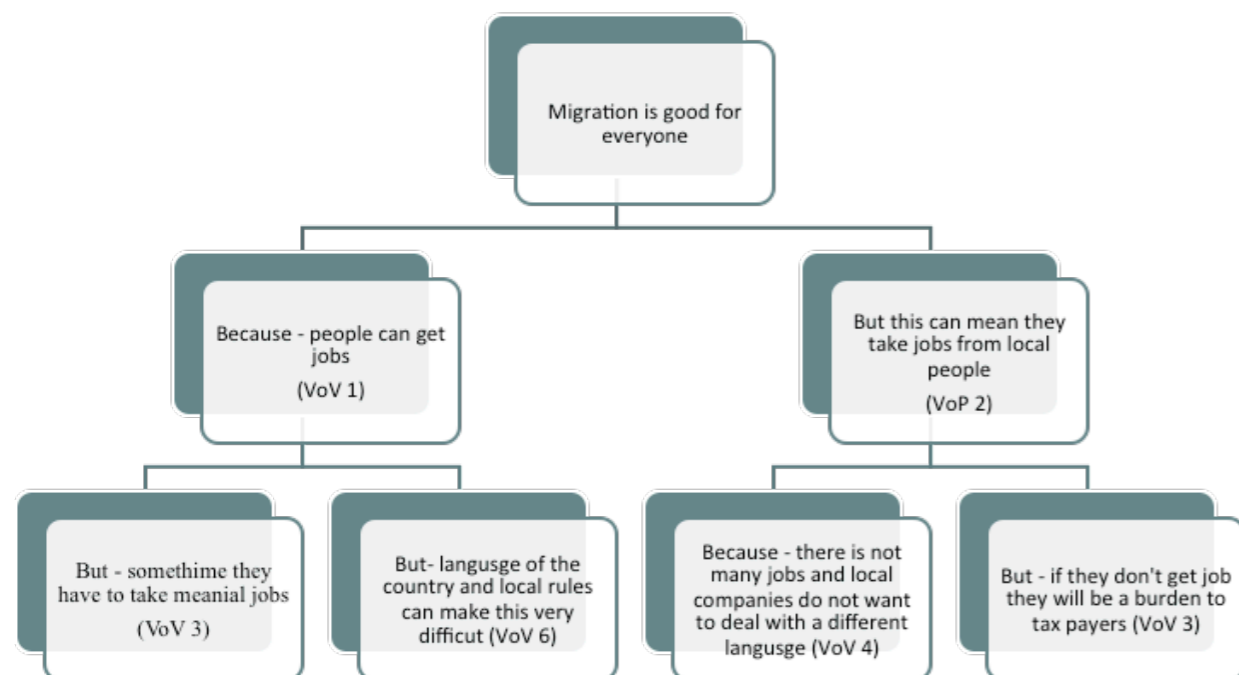 Migration is good for
everyone
Because - people can get
jobs
(VoV 1)
But this can mean they
take jobs from local
people
(VoP 2)
But - somethime they
have to take meanial jobs
(VoV 3)
But- langusge of the
country and local rules
can make this very
difficut (VoV 6)
Because - there is not
many jobs and local
companies do not want
to deal with a different
langusge (VoV 4)
But - if they don't get job
they will be a burden to
tax payers (VoV 3)